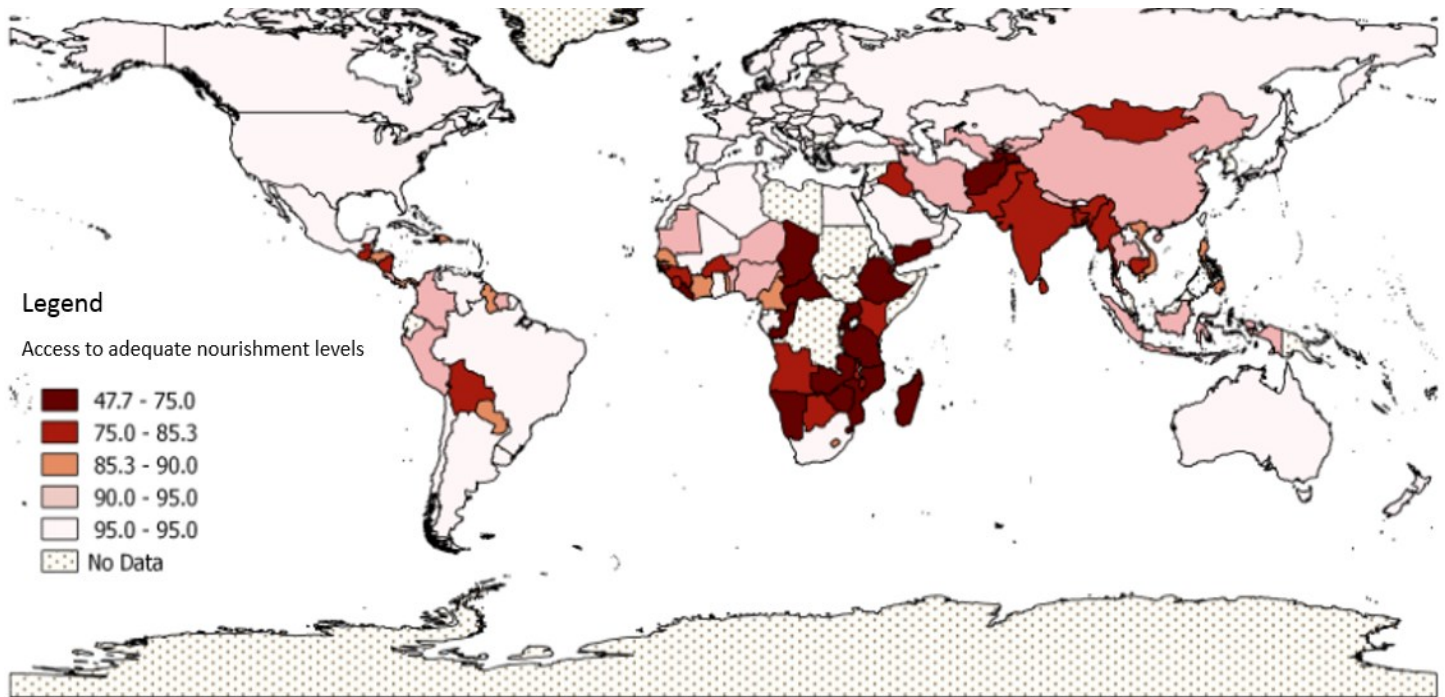 Legend
Access to adequate nourishment levels
47.7 - 75.0
75.0 - 85.3
85.3 - 90.0
90.0 - 95.0
95.0 - 95.0
No Data